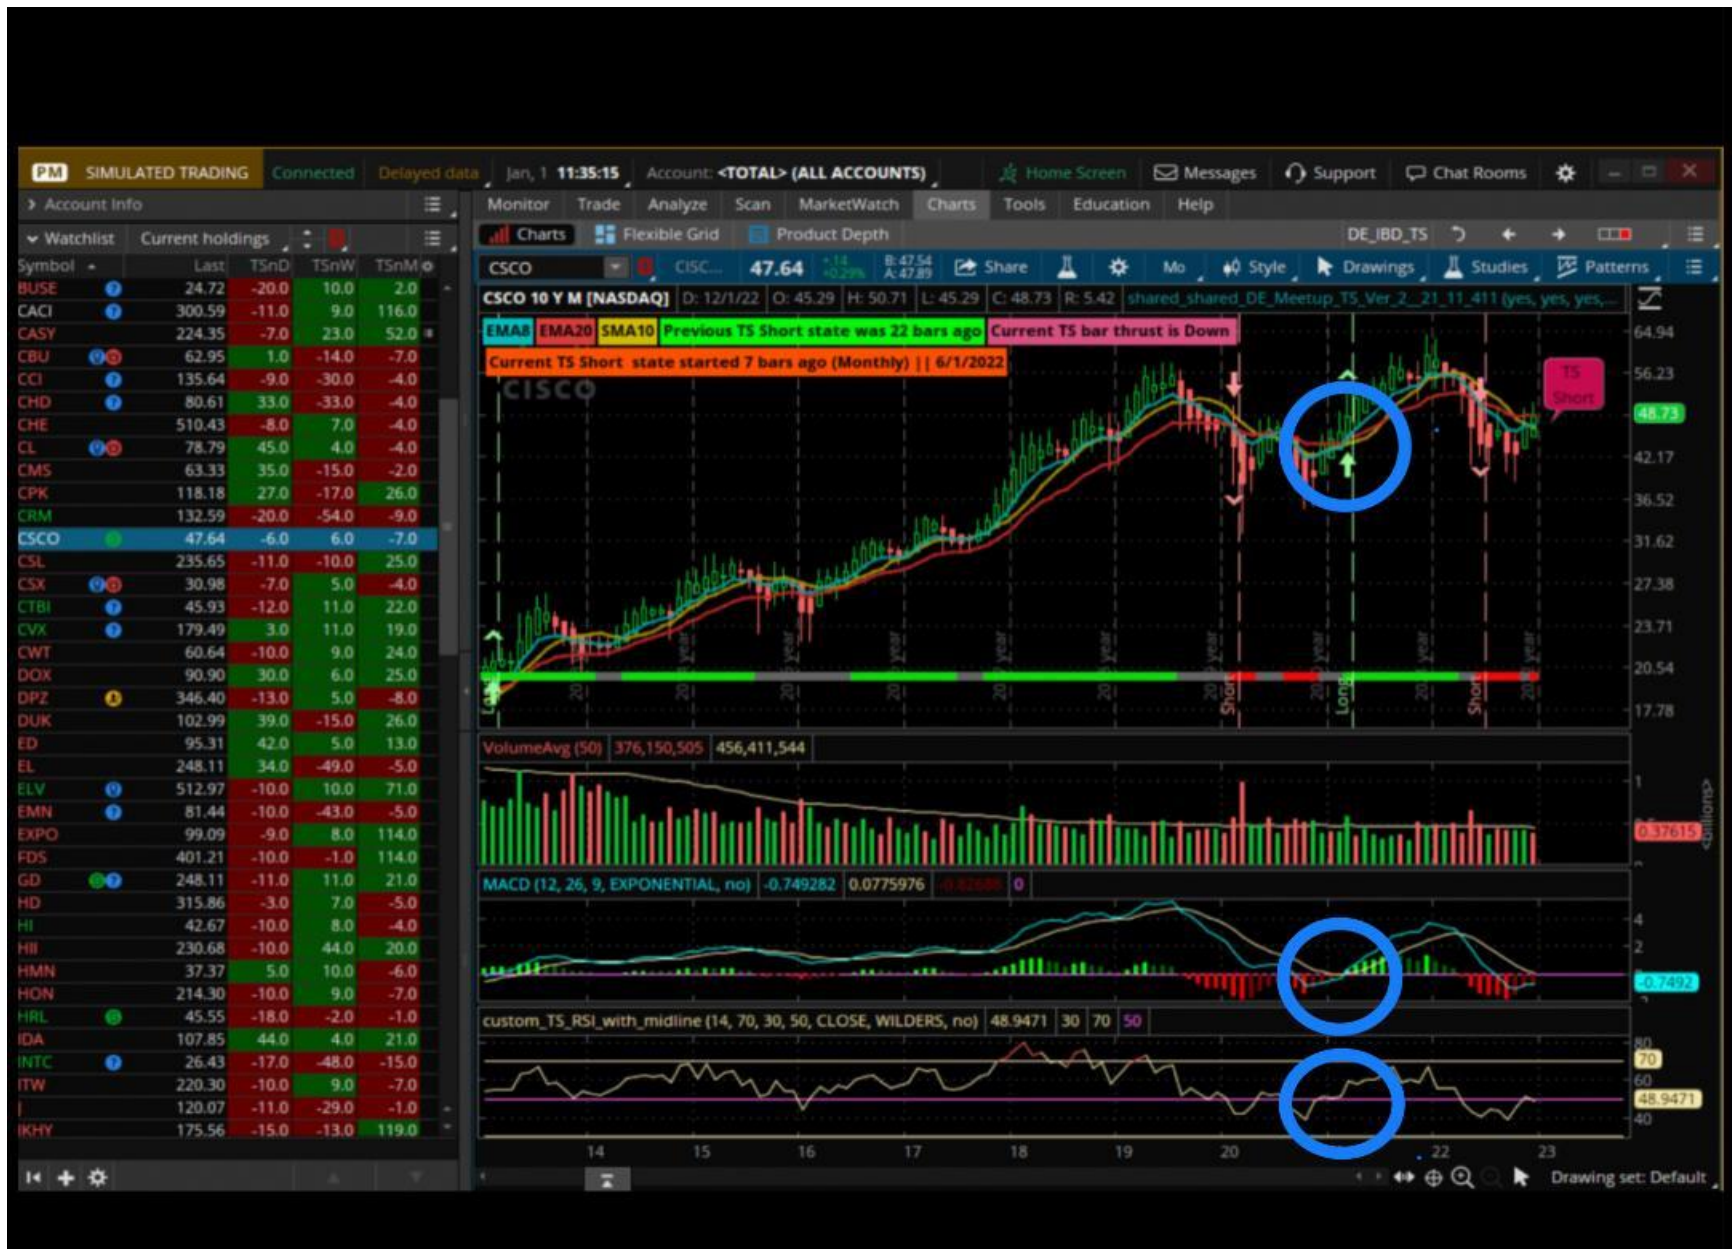 PM SIMULATED TRADING Connected Delayed data Jan, 1 11:35:15 Account: <TOTAL> (ALL ACCOUNTS) Home Screen Messages Support Chat Rooms
Account Info
Monitor Trade Analyze Scan MarketWatch Charts Tools Education Help
Watchlist Current holdings
Charts Flexible Grid Product Depth DE_IBD_TS
Symbol Last TSnD TSnW TSnM
BUSE 24.72 -20.0 10.0 2.0
CACI 300.59 -11.0 9.0 116.0
CASY 224.35 -7.0 23.0 52.0
CBU 62.95 1.0 -14.0 -7.0
CCI 135.64 -9.0 -30.0 -4.0
CHD 80.61 33.0 -33.0 -4.0
CHE 510.43 -8.0 7.0 -4.0
CL 78.79 45.0 4.0 -4.0
CMS 63.33 35.0 -15.0 -2.0
CPK 118.18 27.0 -17.0 26.0
CRM 132.59 -20.0 -54.0 -9.0
CSCO 47.64 -6.0 6.0 -7.0
CSL 235.65 -11.0 -10.0 25.0
CSX 30.98 -7.0 5.0 -4.0
CTBI 45.93 -12.0 11.0 22.0
CVX 179.49 3.0 11.0 19.0
CWT 60.64 -10.0 9.0 24.0
DOX 90.90 30.0 6.0 25.0
DPZ 346.40 -13.0 5.0 -8.0
DUK 102.99 39.0 -15.0 26.0
ED 95.31 42.0 5.0 13.0
EL 248.11 34.0 -49.0 -5.0
ELV 512.97 -10.0 10.0 71.0
EMN 81.44 -10.0 -43.0 -5.0
EXPO 99.09 -9.0 8.0 114.0
FDS 401.21 -10.0 -1.0 114.0
GD 248.11 -11.0 11.0 21.0
HD 315.86 -3.0 7.0 -5.0
HI 42.67 -10.0 8.0 -4.0
HII 230.68 -10.0 44.0 20.0
HMN 37.37 5.0 10.0 -6.0
HON 214.30 -10.0 9.0 -7.0
HRL 45.55 -18.0 -2.0 -1.0
IDA 107.85 44.0 4.0 21.0
INTC 26.43 -17.0 -48.0 -15.0
ITW 220.30 -10.0 9.0 -7.0
J 120.07 -11.0 -29.0 -1.0
JKHY 175.56 -15.0 -13.0 119.0
CSCO CISC... 47.64 +.14 +0.29% B: 47.54 A: 47.89 Share Mo Style Drawings Studies Patterns
CSCO 10 Y M [NASDAQ] D: 12/1/22 O: 45.29 H: 50.71 L: 45.29 C: 48.73 R: 5.42 shared_shared_DE_Meetup_TS_Ver_2__21_11_411 (yes, yes, yes,...
EMA8 EMA20 SMA10 Previous TS Short state was 22 bars ago Current TS bar thrust is Down
Current TS Short state started 7 bars ago (Monthly) || 6/1/2022
CISCO
TS
Short
64.94
56.23
48.73
42.17
36.52
31.62
27.38
23.71
20.54
17.78
Short Long Short
VolumeAvg (50) 376,150,505 456,411,544
1
0.37615
<billions>
MACD (12, 26, 9, EXPONENTIAL, no) -0.749282 0.0775976 0
4
2
-0.7492
custom_TS_RSI_with_midline (14, 70, 30, 50, CLOSE, WILDERS, no) 48.9471 30 70 50
80
70
60
48.9471
40
14 15 16 17 18 19 20 22 23
Drawing set: Default